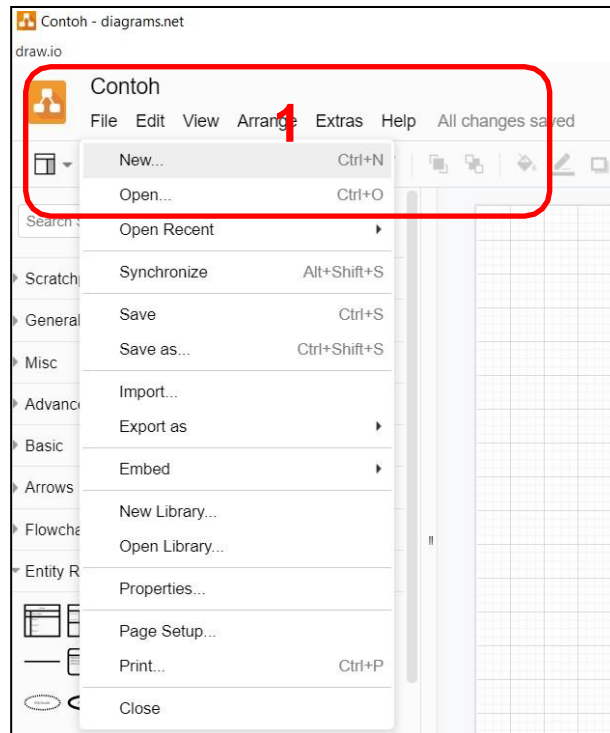 Contoh - diagrams.net
draw.io
Contoh
File Edit View Arrange Extras Help All changes saved
1
New... Ctrl+N
Open... Ctrl+O
Search S
Open Recent
Synchronize Alt+Shift+S
Scratch
General
Save Ctrl+S
Save as... Ctrl+Shift+S
Misc
Import...
Advanc
Export as
Basic
Embed
Arrows
New Library...
Flowcha
Open Library...
Entity R
Properties...
Page Setup...
Print... Ctrl+P
Close